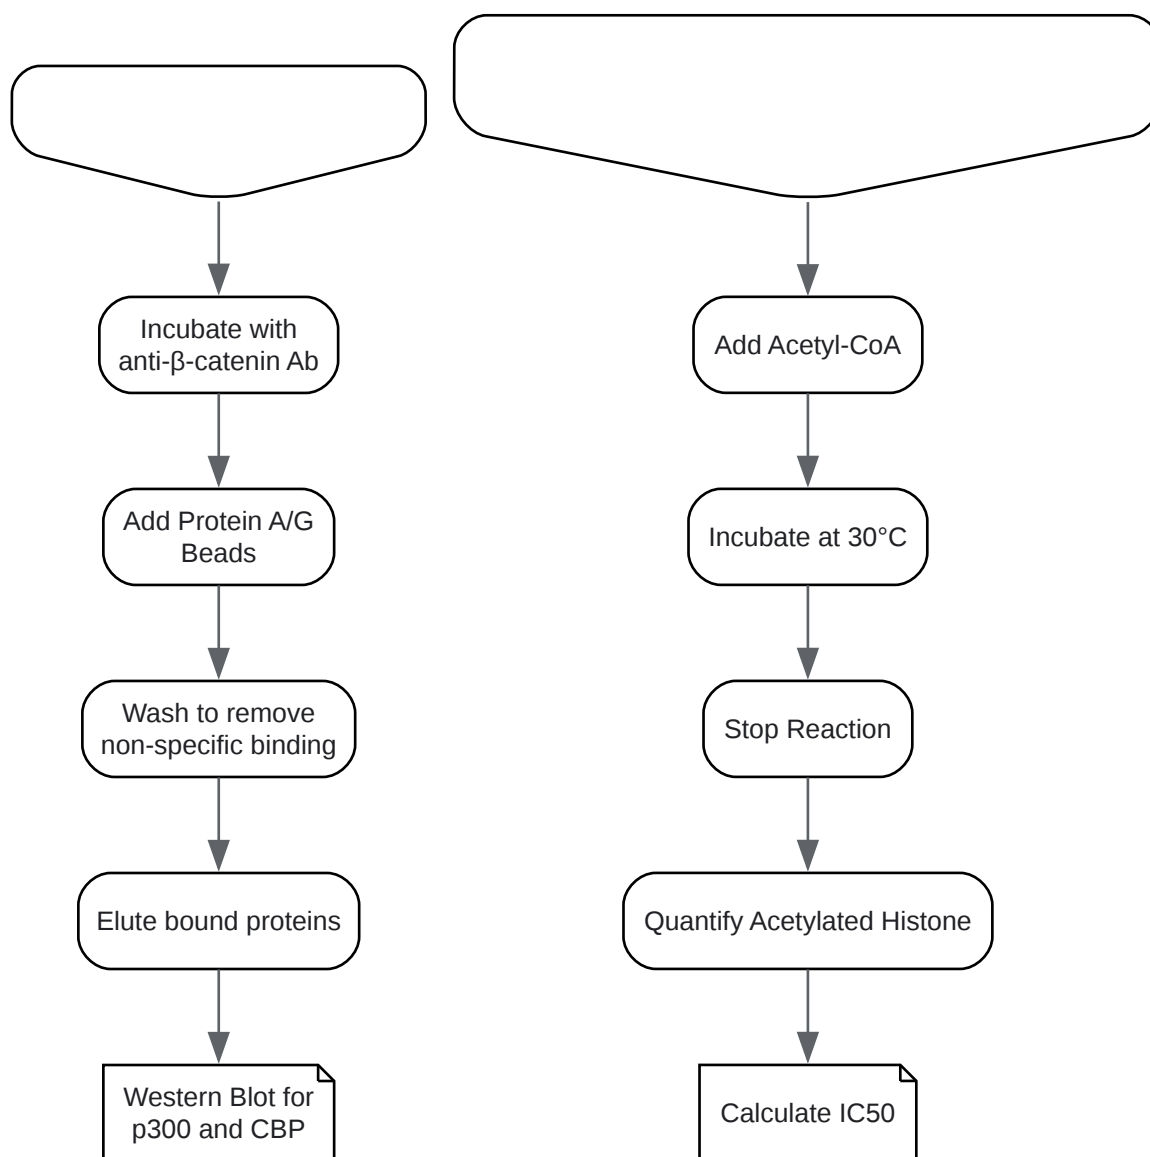 Incubate with
anti-β-catenin Ab
Add Protein A/G
Beads
Wash to remove
non-specific binding
Elute bound proteins
Western Blot for
p300 and CBP
Add Acetyl-CoA
Incubate at 30°C
Stop Reaction
Quantify Acetylated Histone
Calculate IC50